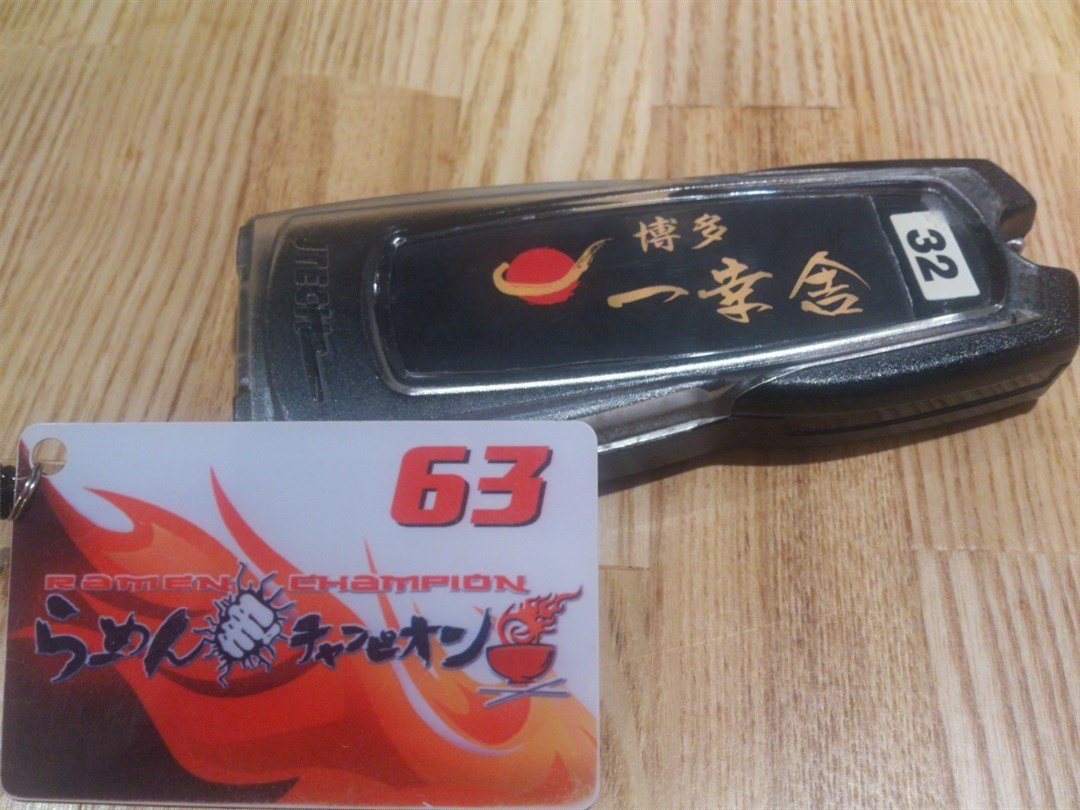 博多
一幸舎
32
JTECH
63
RAMEN CHAMPION
らーめん チャンピオン